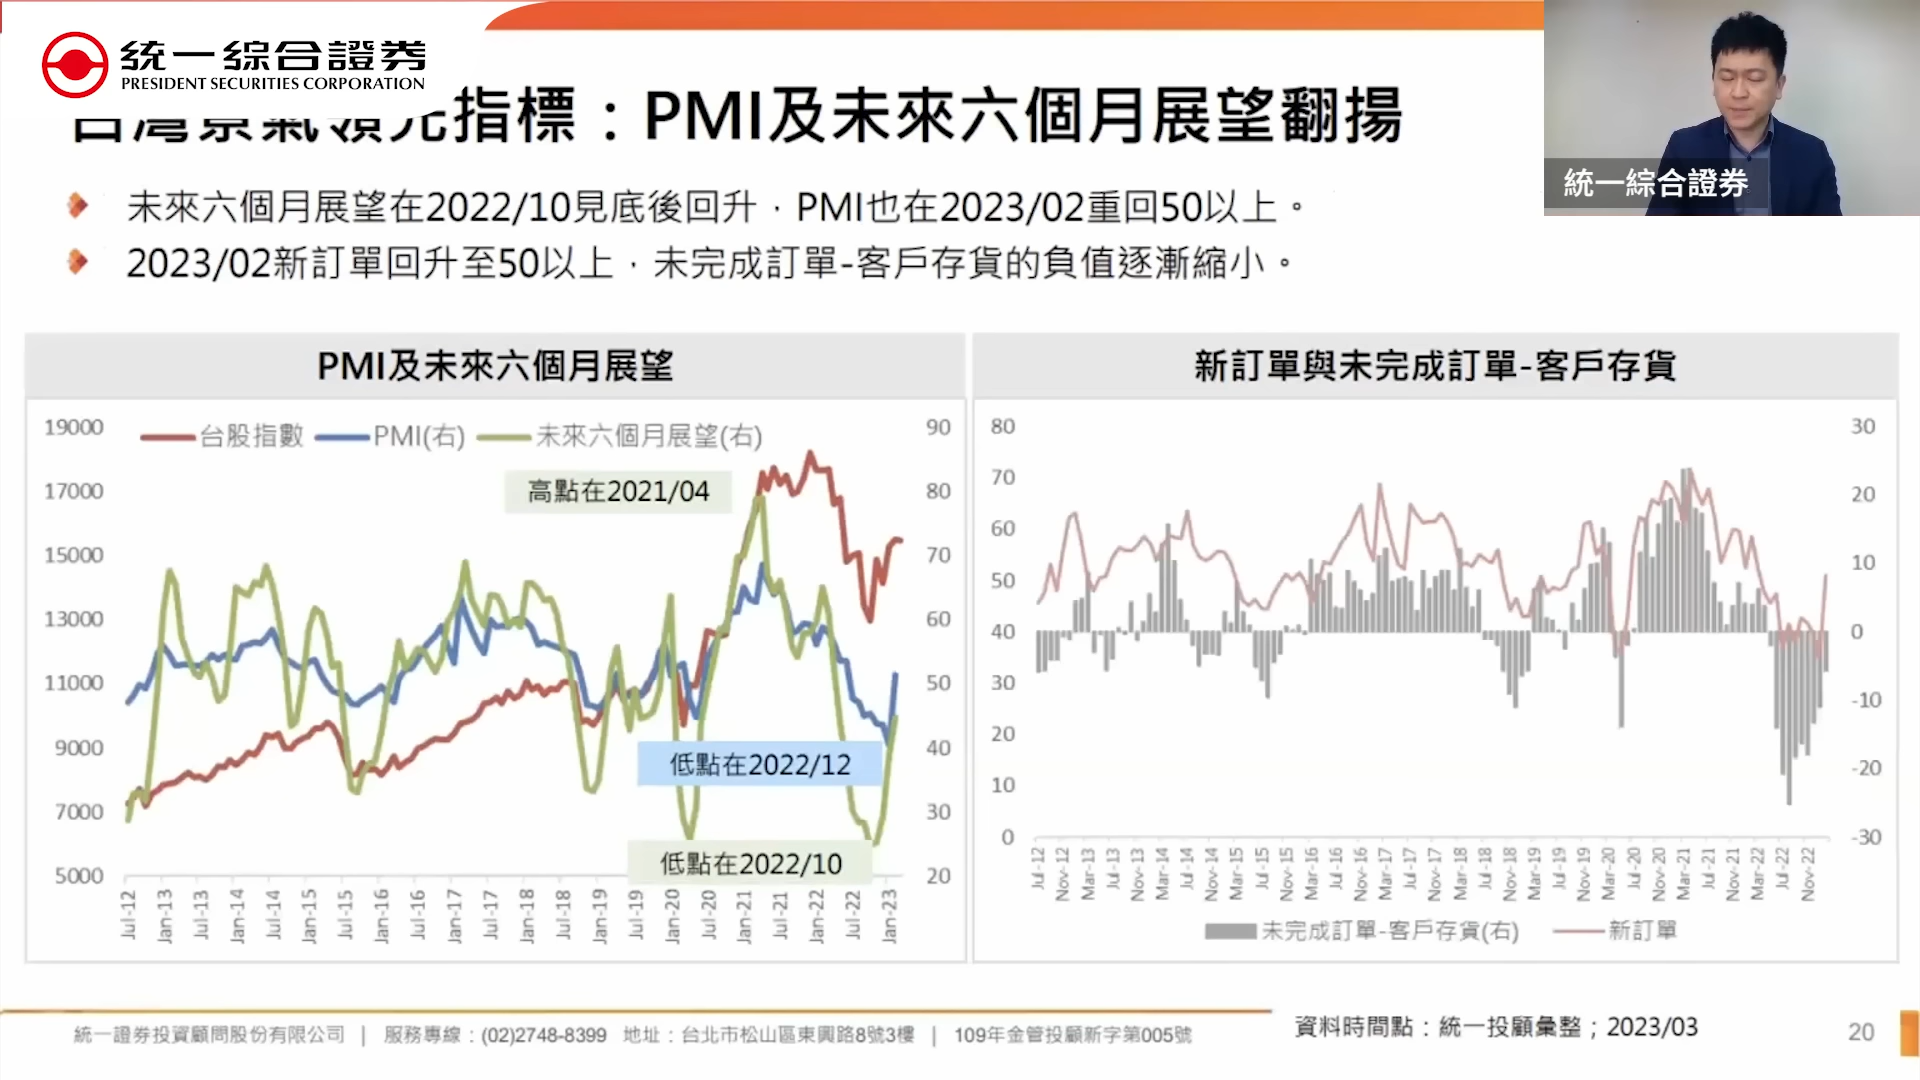 統一綜合證券
PRESIDENT SECURITIES CORPORATION
台灣景氣領先指標：PMI及未來六個月展望翻揚
統一綜合證券
未來六個月展望在2022/10見底後回升，PMI也在2023/02重回50以上。
2023/02新訂單回升至50以上，未完成訂單-客戶存貨的負值逐漸縮小。
PMI及未來六個月展望
19000
17000
15000
13000
11000
9000
7000
5000
台股指數 PMI(右) 未來六個月展望(右)
90
80
70
60
50
40
30
20
高點在2021/04
低點在2022/12
低點在2022/10
Jul-12 Jan-13 Jul-13 Jan-14 Jul-14 Jan-15 Jul-15 Jan-16 Jul-16 Jan-17 Jul-17 Jan-18 Jul-18 Jan-19 Jul-19 Jan-20 Jul-20 Jan-21 Jul-21 Jan-22 Jul-22 Jan-23
新訂單與未完成訂單-客戶存貨
80
70
60
50
40
30
20
10
0
30
20
10
0
-10
-20
-30
Jul-12 Nov-12 Mar-13 Jul-13 Nov-13 Mar-14 Jul-14 Nov-14 Mar-15 Jul-15 Nov-15 Mar-16 Jul-16 Nov-16 Mar-17 Jul-17 Nov-17 Mar-18 Jul-18 Nov-18 Mar-19 Jul-19 Nov-19 Mar-20 Jul-20 Nov-20 Mar-21 Jul-21 Nov-21 Mar-22 Jul-22 Nov-22
未完成訂單-客戶存貨(右) 新訂單
統一證券投資顧問股份有限公司 | 服務專線：(02)2748-8399 地址：台北市松山區東興路8號3樓 | 109年金管投顧新字第005號
資料時間點：統一投顧彙整；2023/03
20